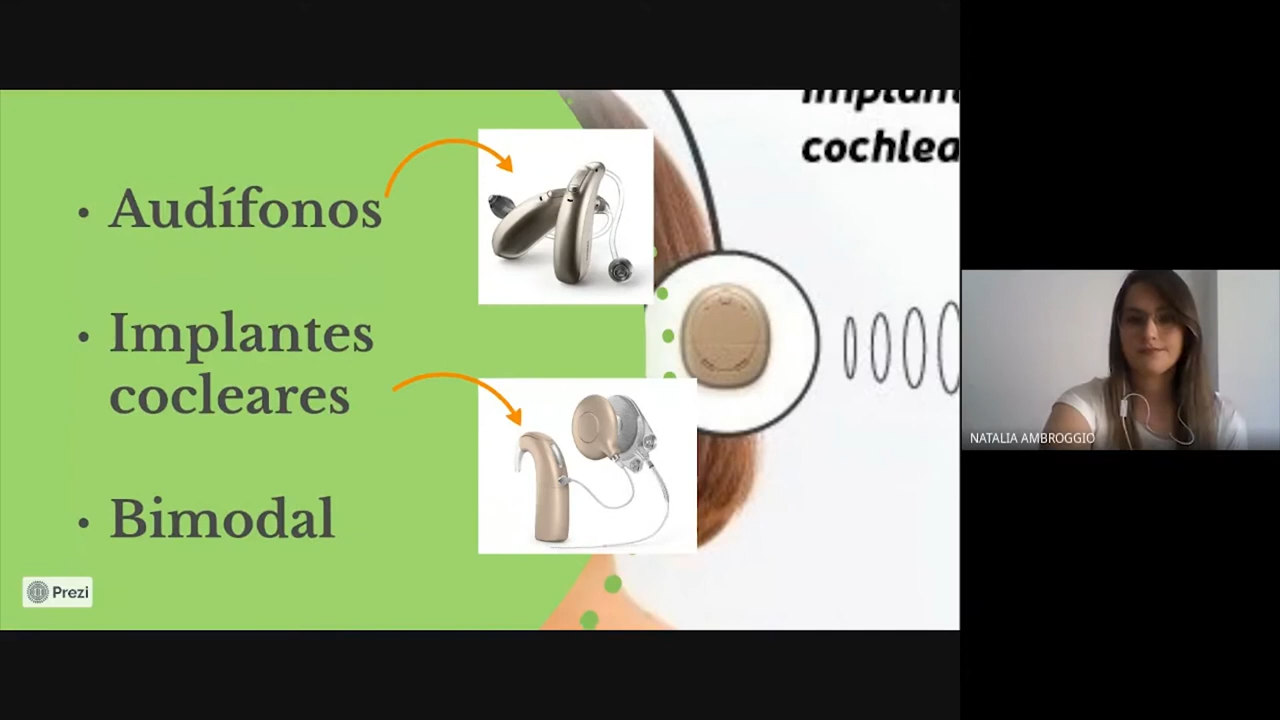 • Audífonos
• Implantes
cocleares
• Bimodal
Prezi
cochlea
NATALIA AMBROGGIO